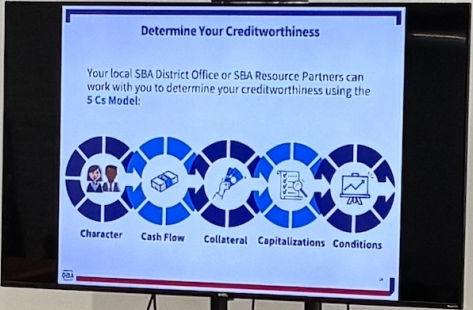 Determine Your Creditworthiness
Your local SBA District Office or SBA Resource Partners can
work with you to determine your creditworthiness using the
5 Cs Model:
Character
Cash Flow
Collateral
Capitalizations
Conditions
SBA